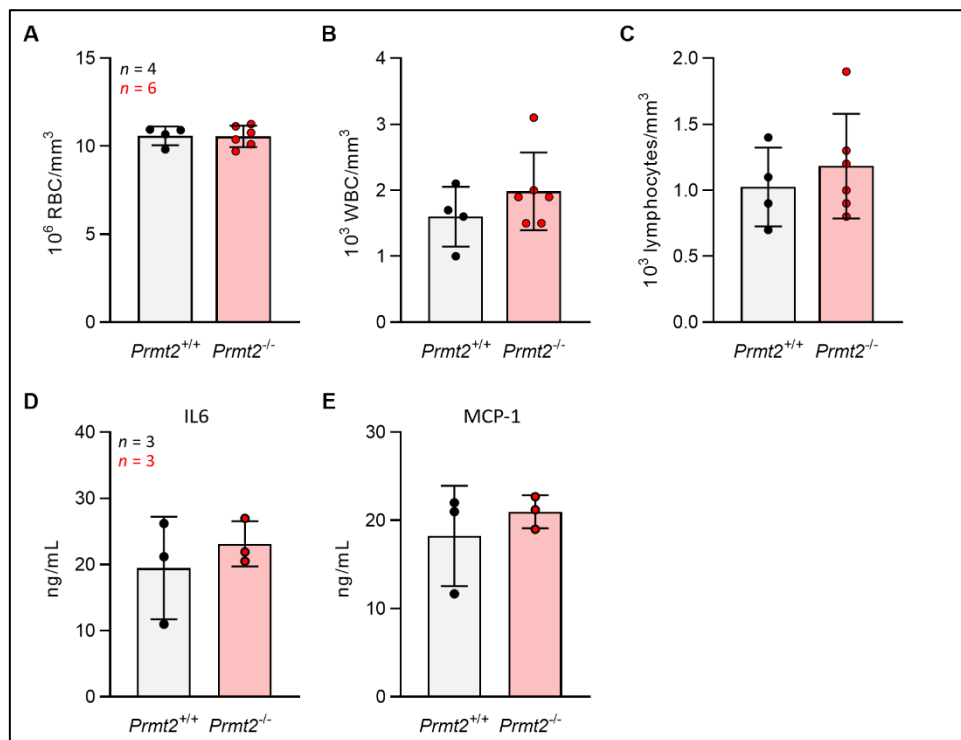 A
15
10
5
0
10⁶ RBC/mm³
n = 4
n = 6
Prmt2⁺/⁺ Prmt2⁻/⁻
B
4
3
2
1
0
10³ WBC/mm³
Prmt2⁺/⁺ Prmt2⁻/⁻
C
2.0
1.5
1.0
0.5
0.0
10³ lymphocytes/mm³
Prmt2⁺/⁺ Prmt2⁻/⁻
D
IL6
40
30
20
10
0
ng/mL
n = 3
n = 3
Prmt2⁺/⁺ Prmt2⁻/⁻
E
MCP-1
30
20
10
0
ng/mL
Prmt2⁺/⁺ Prmt2⁻/⁻